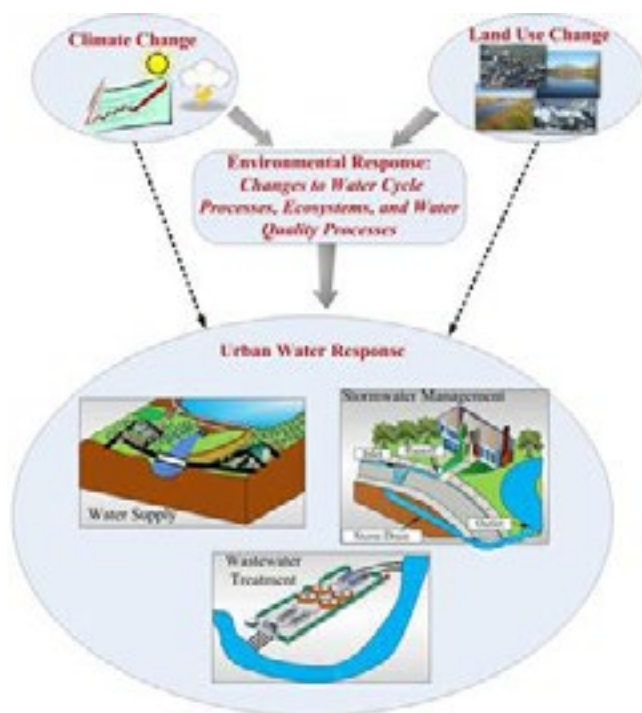 Climate Change
Land Use Change
Environmental Response:
Changes to Water Cycle
Processes, Ecosystems, and Water
Quality Processes
Urban Water Response
Stormwater Management
Inlet
Outlet
Storm Drain
Water Supply
Wastewater
Treatment